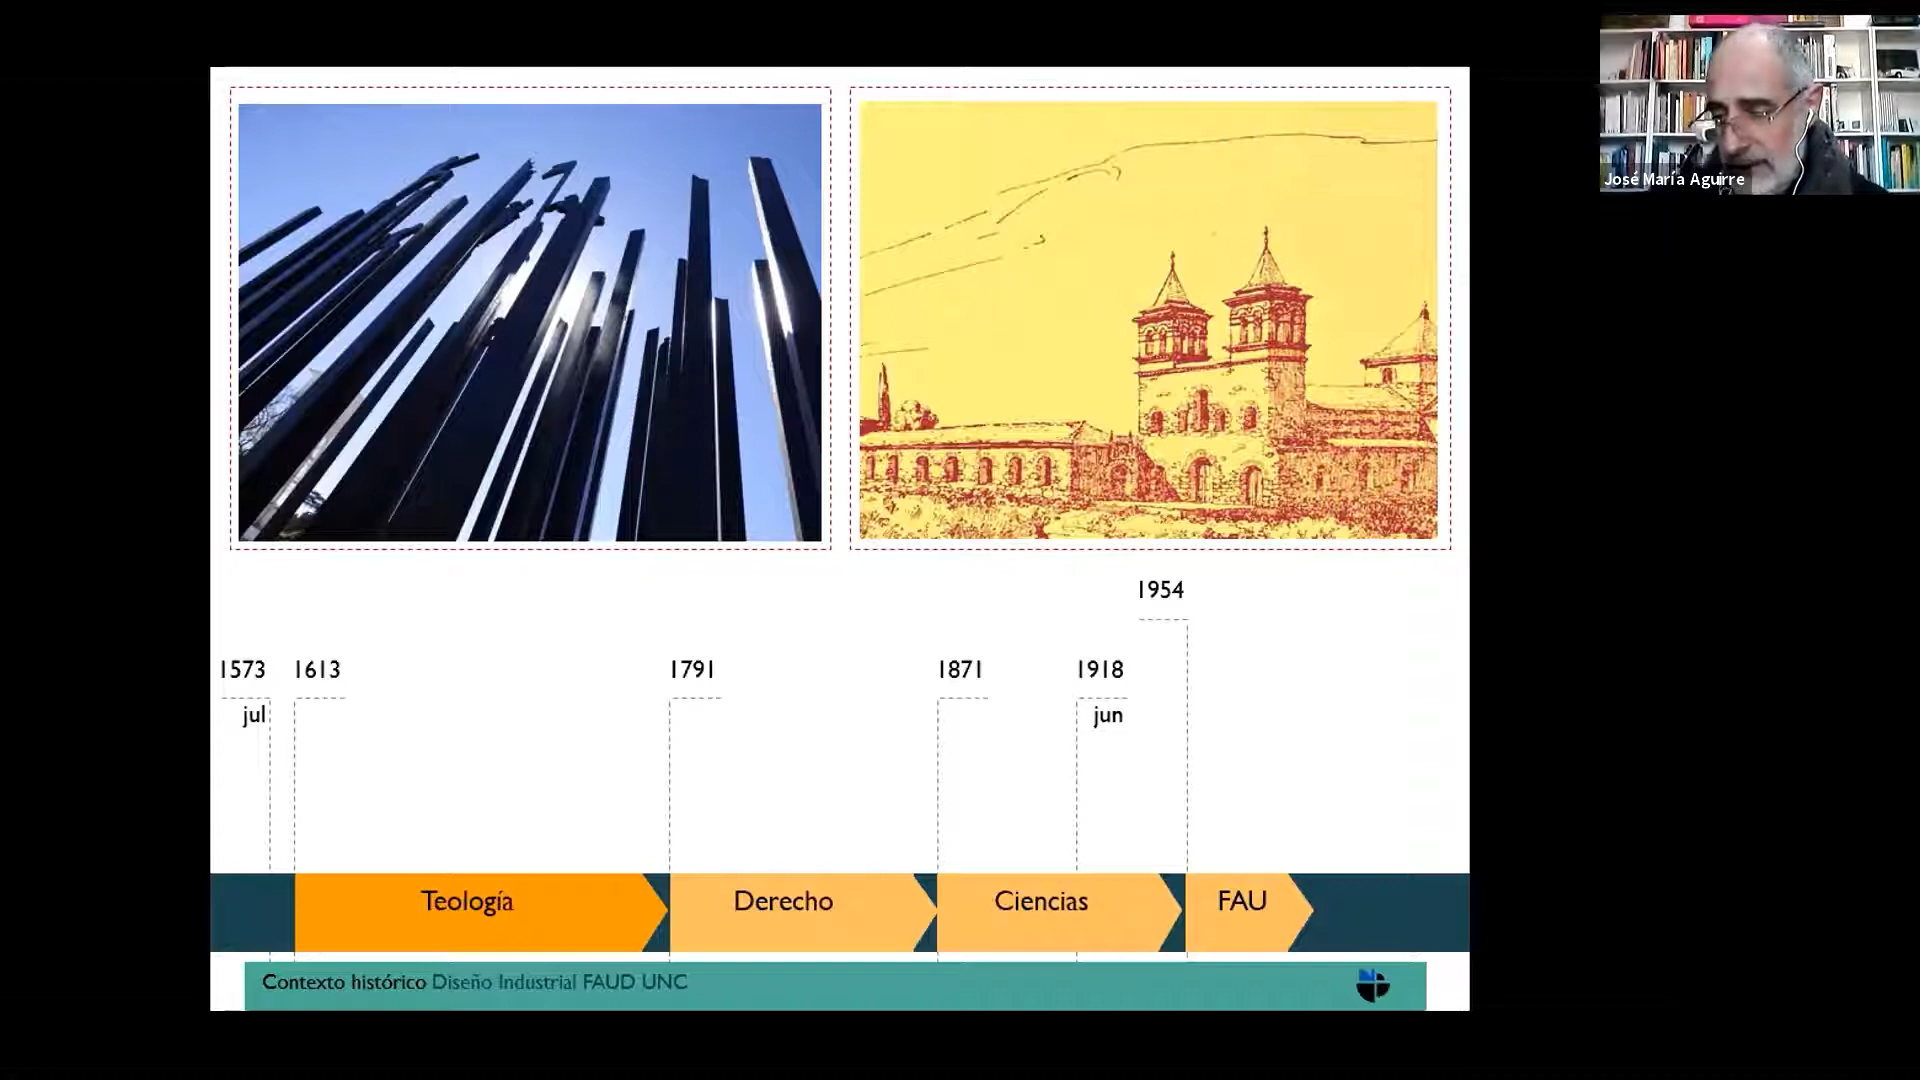 José María Aguirre
1954
1573 1613 1791 1871 1918
jul jun
Teología Derecho Ciencias FAU
Contexto histórico Diseño Industrial FAUD UNC